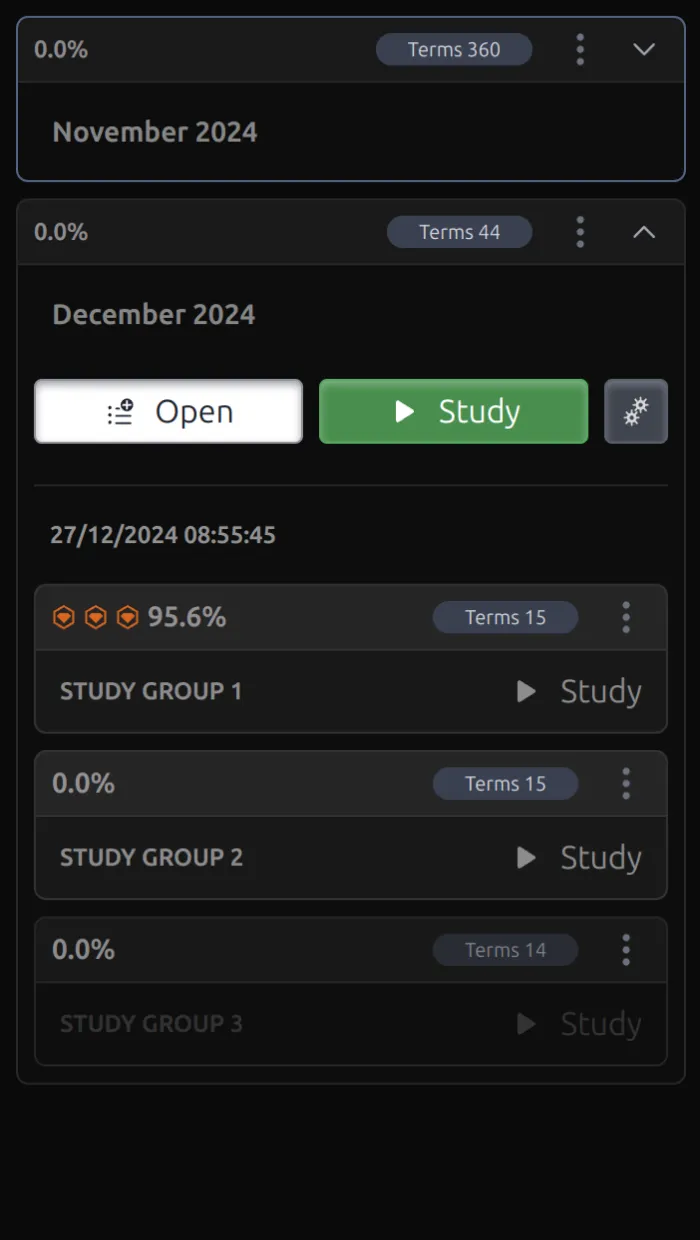 0.0% Terms 360
November 2024
0.0% Terms 44
December 2024
Open Study
27/12/2024 08:55:45
95.6% Terms 15
STUDY GROUP 1 Study
0.0% Terms 15
STUDY GROUP 2 Study
0.0% Terms 14
STUDY GROUP 3 Study